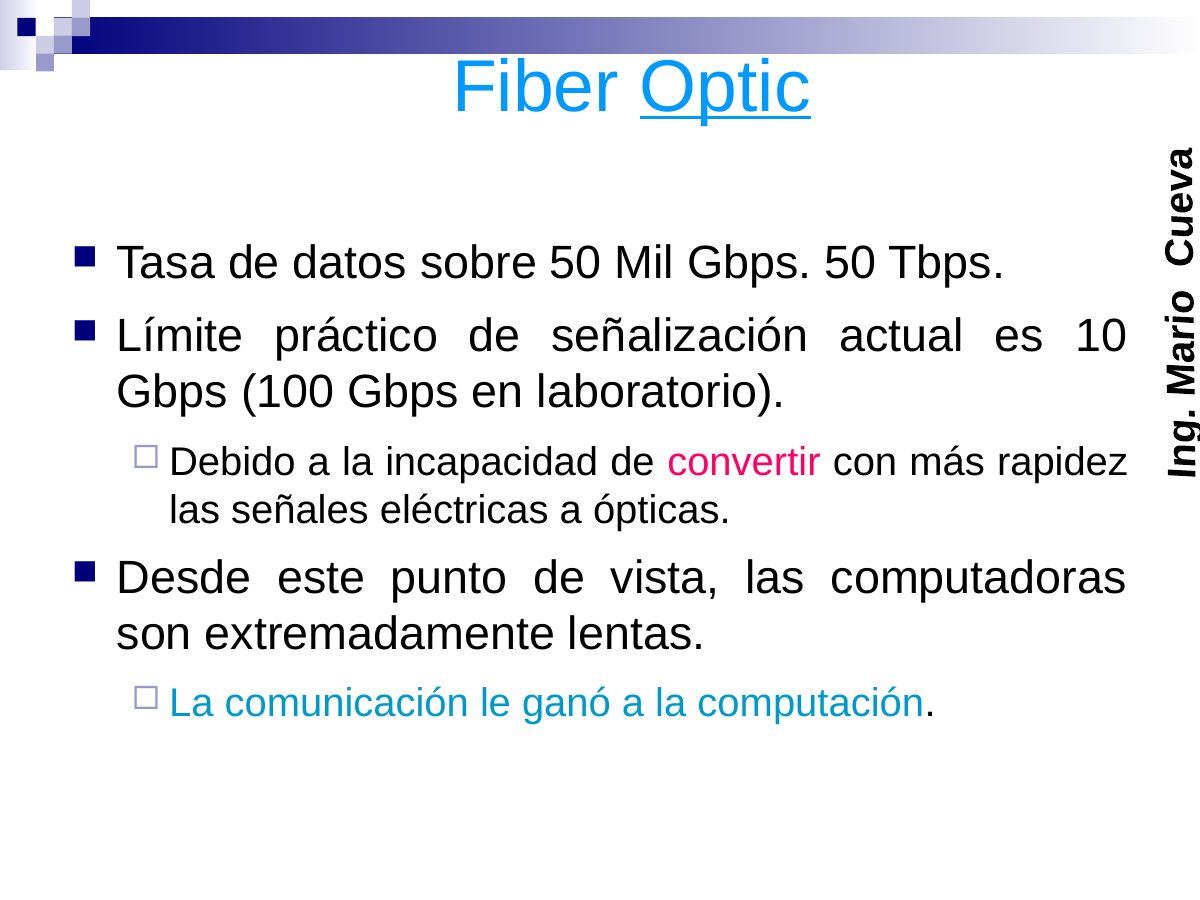 Fiber Optic
Tasa de datos sobre 50 Mil Gbps. 50 Tbps.
Límite práctico de señalización actual es 10
Gbps (100 Gbps en laboratorio).
Debido a la incapacidad de convertir con más rapidez
las señales eléctricas a ópticas.
Desde este punto de vista, las computadoras
son extremadamente lentas.
La comunicación le ganó a la computación.
Ing. Mario Cueva